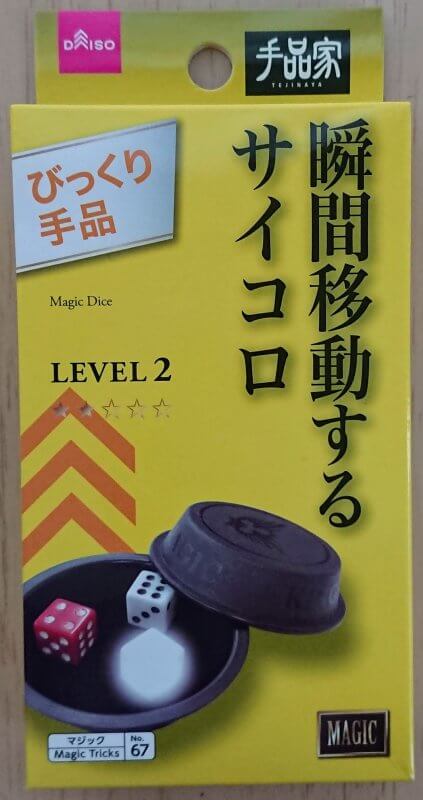 DAISO
手品家
TEJINAYA
びっくり
手品
瞬間移動する
サイコロ
Magic Dice
LEVEL 2
MAGIC
マジック
Magic Tricks
No.
67